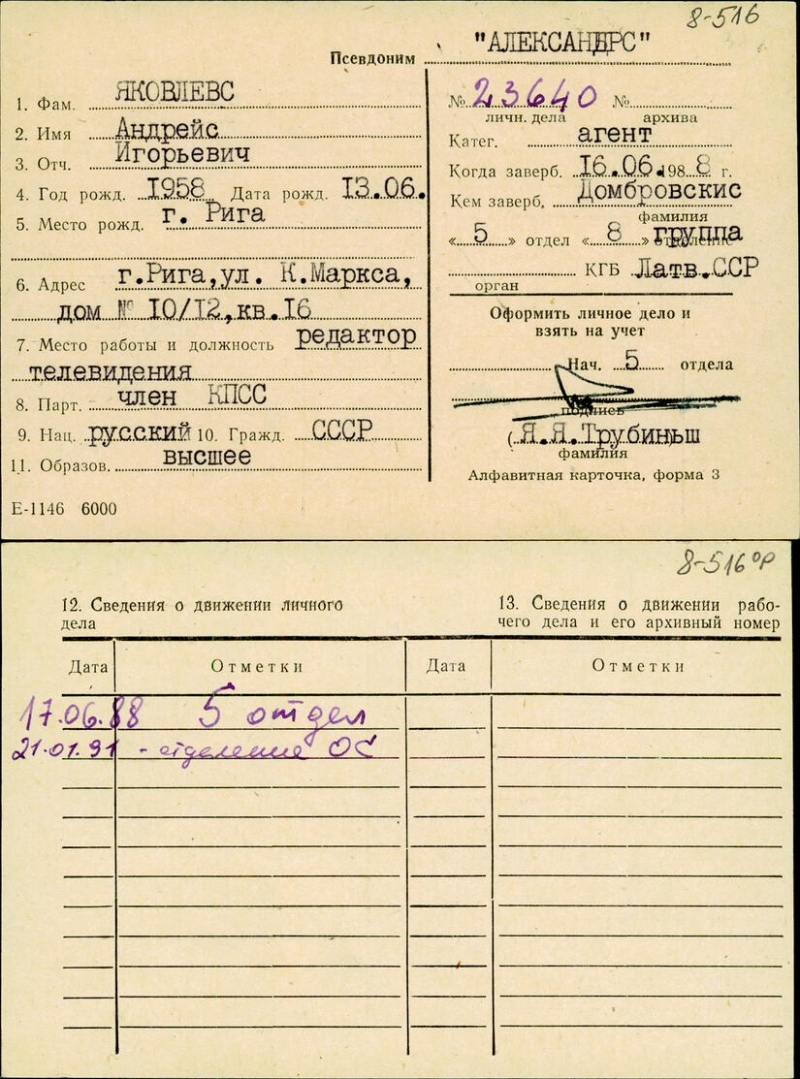 8-516
Псевдоним "АЛЕКСАНДРС"
1. Фам. ЯКОВЛЕВС
2. Имя Андрейс
3. Отч. Игорьевич
4. Год рожд. 1958 Дата рожд. 13.06.
5. Место рожд. г. Рига
6. Адрес г.Рига,ул. К.Маркса,
дом № 10/12,кв.16
7. Место работы и должность редактор
телевидения
8. Парт. член КПСС
9. Нац. русский 10. Гражд. СССР
11. Образов. высшее
Е-1146 6000
№ 23640 №
личн. дела архива
Катег. агент
Когда заверб. 16.06.1988 г.
Кем заверб, Домбровскис
фамилия
«5» отдел «8» группа
КГБ Латв.ССР
орган
Оформить личное дело и
взять на учет
Нач. 5 отдела
подпись
(Я.Я.Трубиньш
фамилия
Алфавитная карточка, форма 3
8-516 ОР
12. Сведения о движении личного
дела
13. Сведения о движении рабо-
чего дела и его архивный номер
Дата Отметки Дата Отметки
17.06.88 5 отдел
21.01.91 - отделение ОС